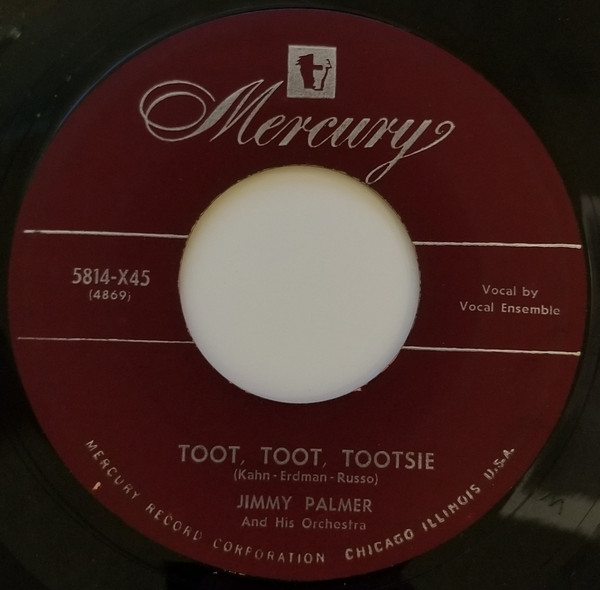 Mercury
5814-X45
(4869)
Vocal by
Vocal Ensemble
TOOT, TOOT, TOOTSIE
(Kahn - Erdman - Russo)
JIMMY PALMER
And His Orchestra
MERCURY RECORD CORPORATION CHICAGO ILLINOIS U.S.A.